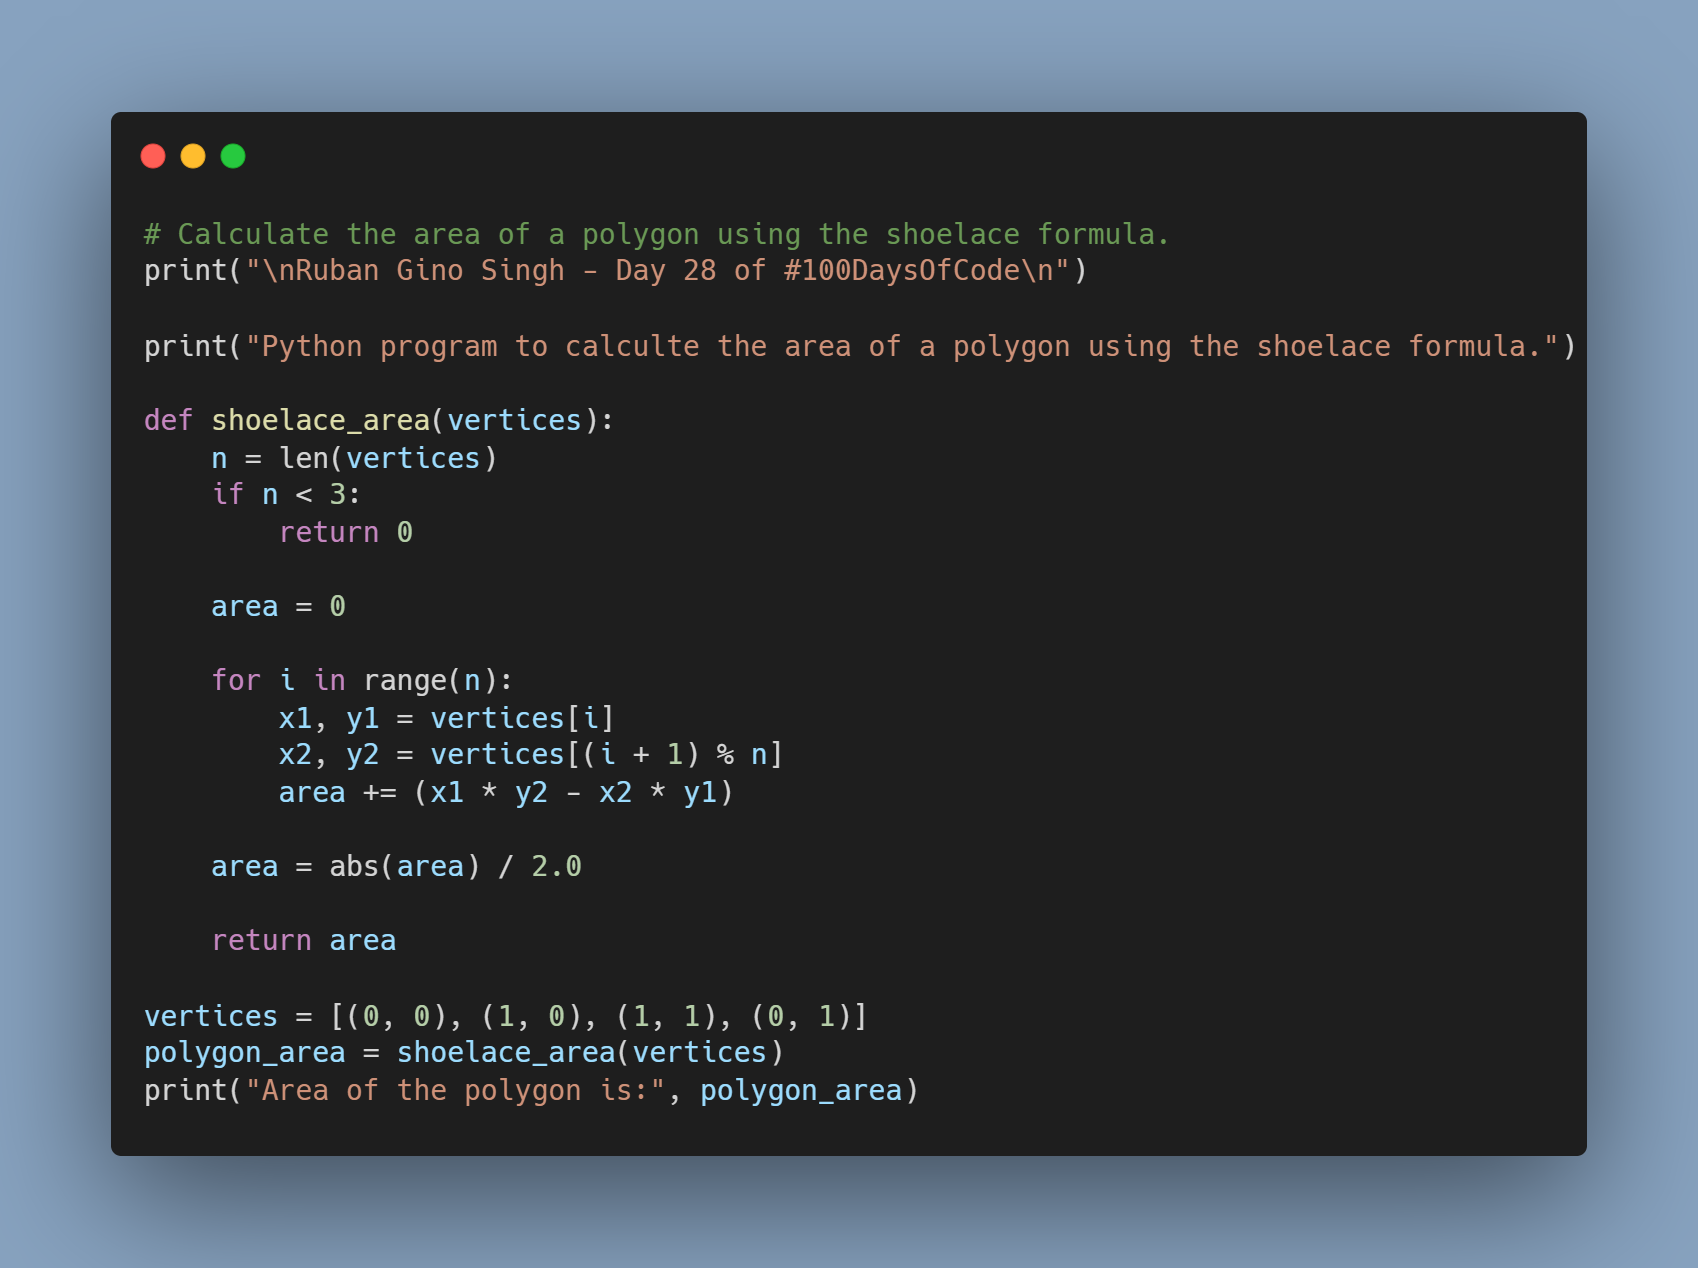 # Calculate the area of a polygon using the shoelace formula.
print("\nRuban Gino Singh - Day 28 of #100DaysOfCode\n")

print("Python program to calculte the area of a polygon using the shoelace formula.")

def shoelace_area(vertices):
    n = len(vertices)
    if n < 3:
        return 0

    area = 0

    for i in range(n):
        x1, y1 = vertices[i]
        x2, y2 = vertices[(i + 1) % n]
        area += (x1 * y2 - x2 * y1)

    area = abs(area) / 2.0

    return area

vertices = [(0, 0), (1, 0), (1, 1), (0, 1)]
polygon_area = shoelace_area(vertices)
print("Area of the polygon is:", polygon_area)